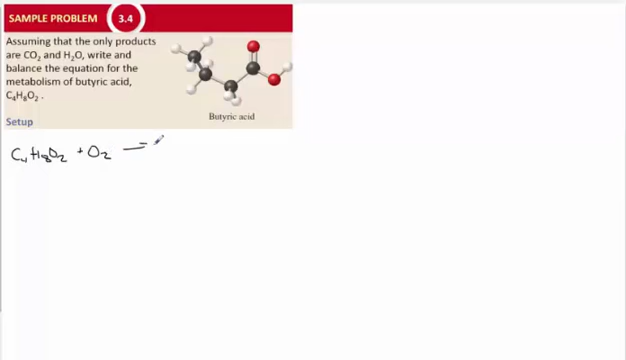 SAMPLE PROBLEM 3.4
Assuming that the only products
are CO₂ and H₂O, write and
balance the equation for the
metabolism of butyric acid,
C₄H₈O₂ .
Butyric acid
Setup
C₄H₈O₂ + O₂